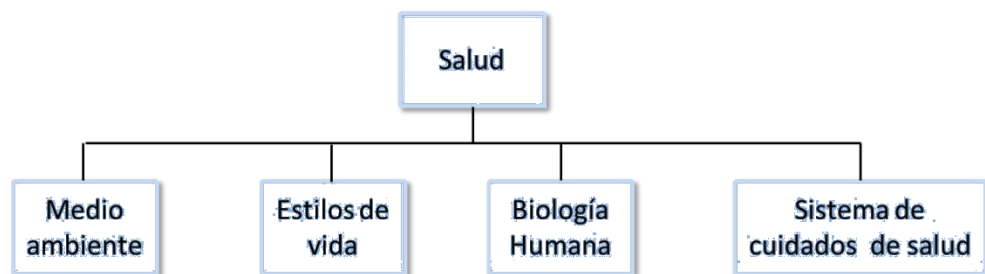 Salud
Medio
ambiente
Estilos de
vida
Biología
Humana
Sistema de
cuidados de salud